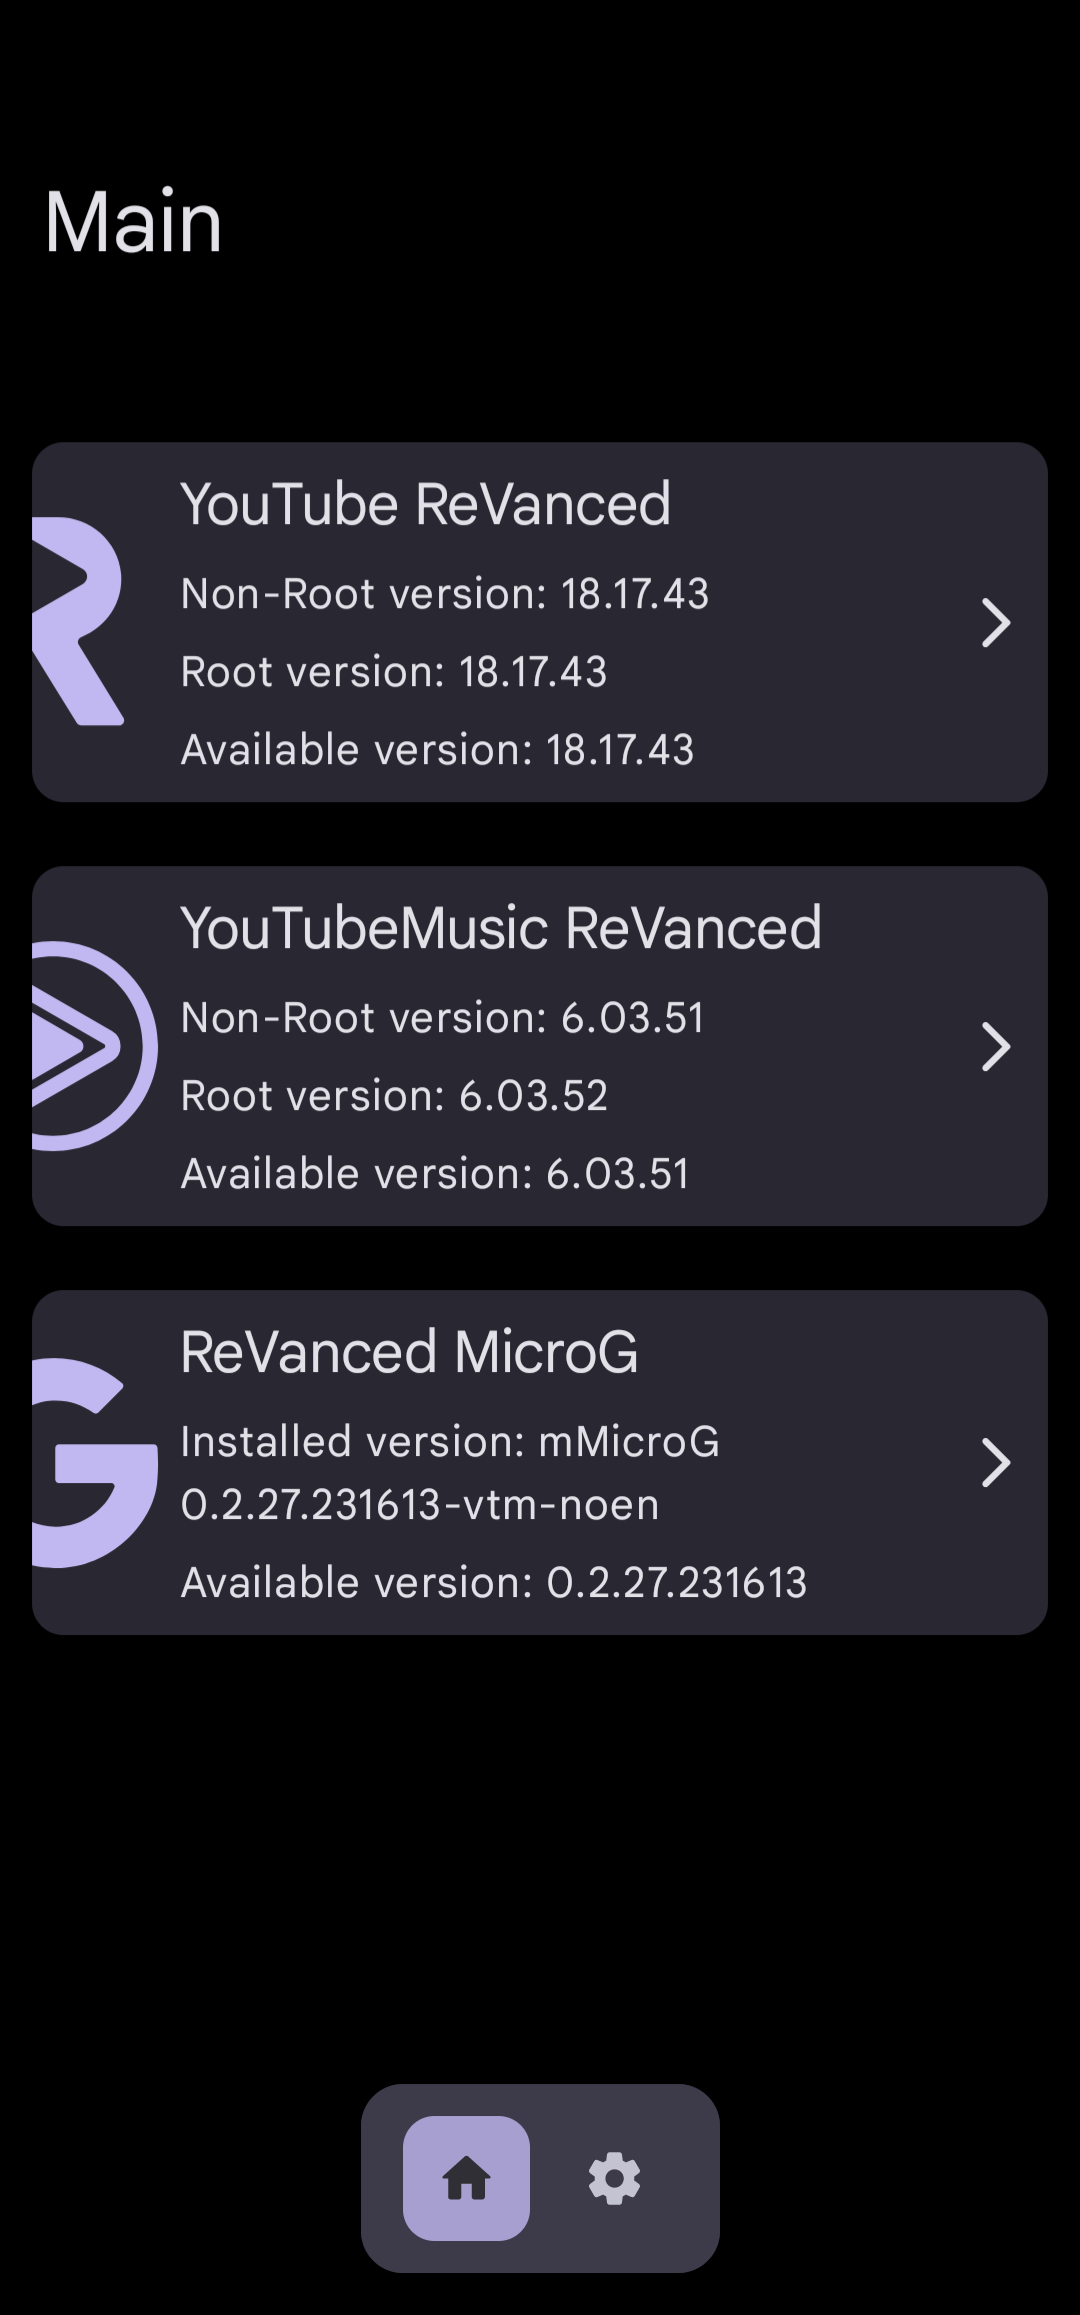 Main
YouTube ReVanced
Non-Root version: 18.17.43
Root version: 18.17.43
Available version: 18.17.43
YouTubeMusic ReVanced
Non-Root version: 6.03.51
Root version: 6.03.52
Available version: 6.03.51
ReVanced MicroG
Installed version: mMicroG
0.2.27.231613-vtm-noen
Available version: 0.2.27.231613